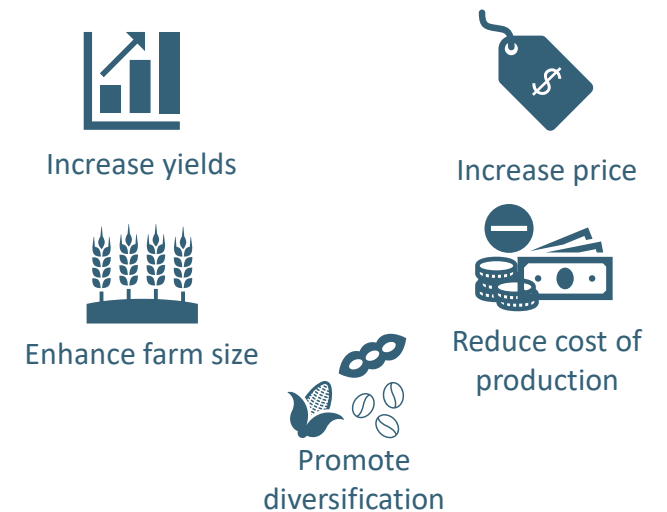 $
Increase yields
Increase price
Enhance farm size
Reduce cost of
production
Promote
diversification